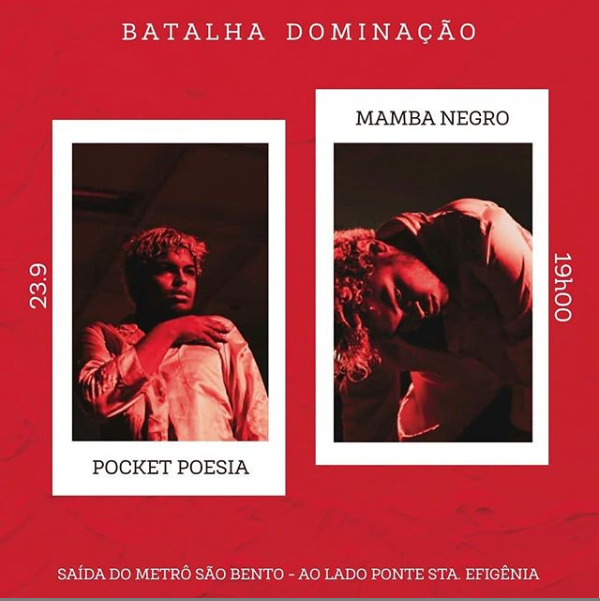 BATALHA DOMINAÇÃO
MAMBA NEGRO
23.9
19h00
POCKET POESIA
SAÍDA DO METRÔ SÃO BENTO - AO LADO PONTE STA. EFIGÊNIA